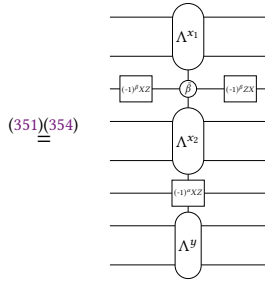 Λ^{x_1}
(-1)^β XZ β (-1)^β ZX
(351)(354)
=
Λ^{x_2}
(-1)^α XZ
Λ^y